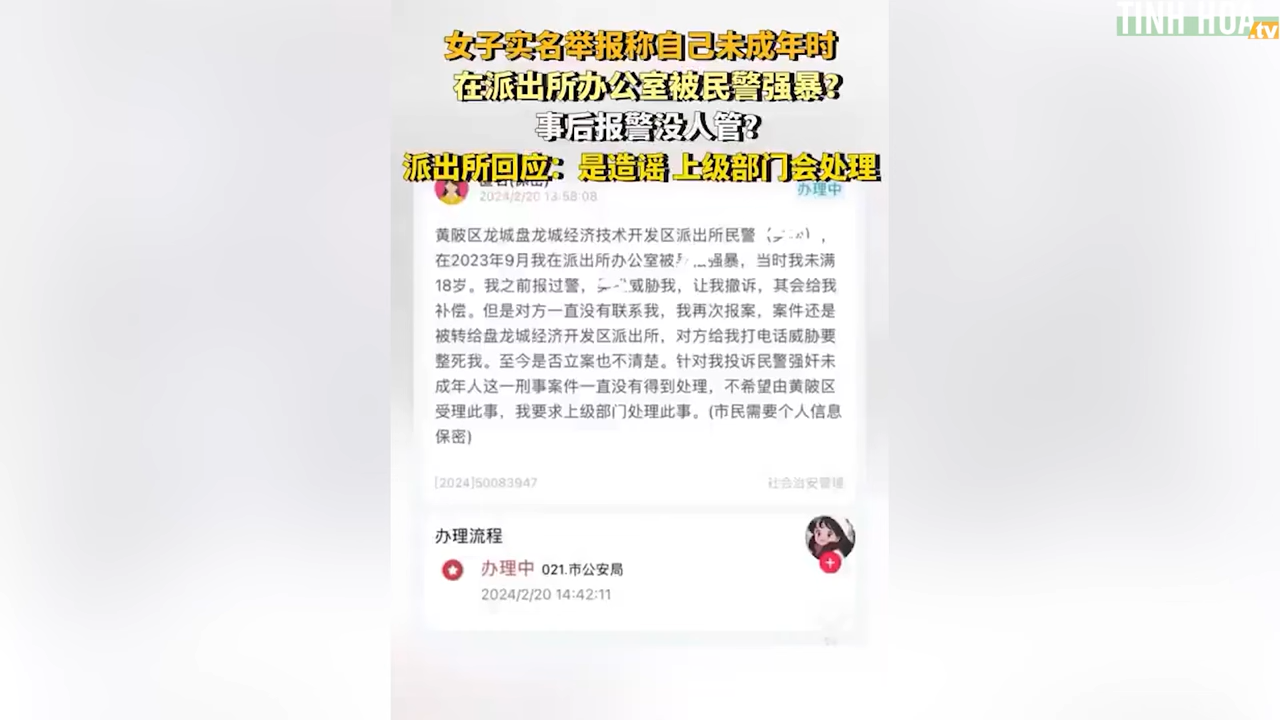 TINH HOA
.tv
女子实名举报称自己未成年时
在派出所办公室被民警强暴?
事后报警没人管?
派出所回应：是造谣 上级部门会处理
2024/2/20 13:58:08
办理中
黄陂区龙城盘龙城经济技术开发区派出所民警（），
在2023年9月我在派出所办公室被强暴，当时我未满
18岁。我之前报过警，威胁我，让我撤诉，其会给我
补偿。但是对方一直没有联系我，我再次报案，案件还是
被转给盘龙城经济开发区派出所，对方给我打电话威胁要
整死我。至今是否立案也不清楚。针对我投诉民警强奸未
成年人这一刑事案件一直没有得到处理，不希望由黄陂区
受理此事，我要求上级部门处理此事。(市民需要个人信息
保密)
[2024]50083947
社会治安管理
办理流程
办理中 021.市公安局
2024/2/20 14:42:11